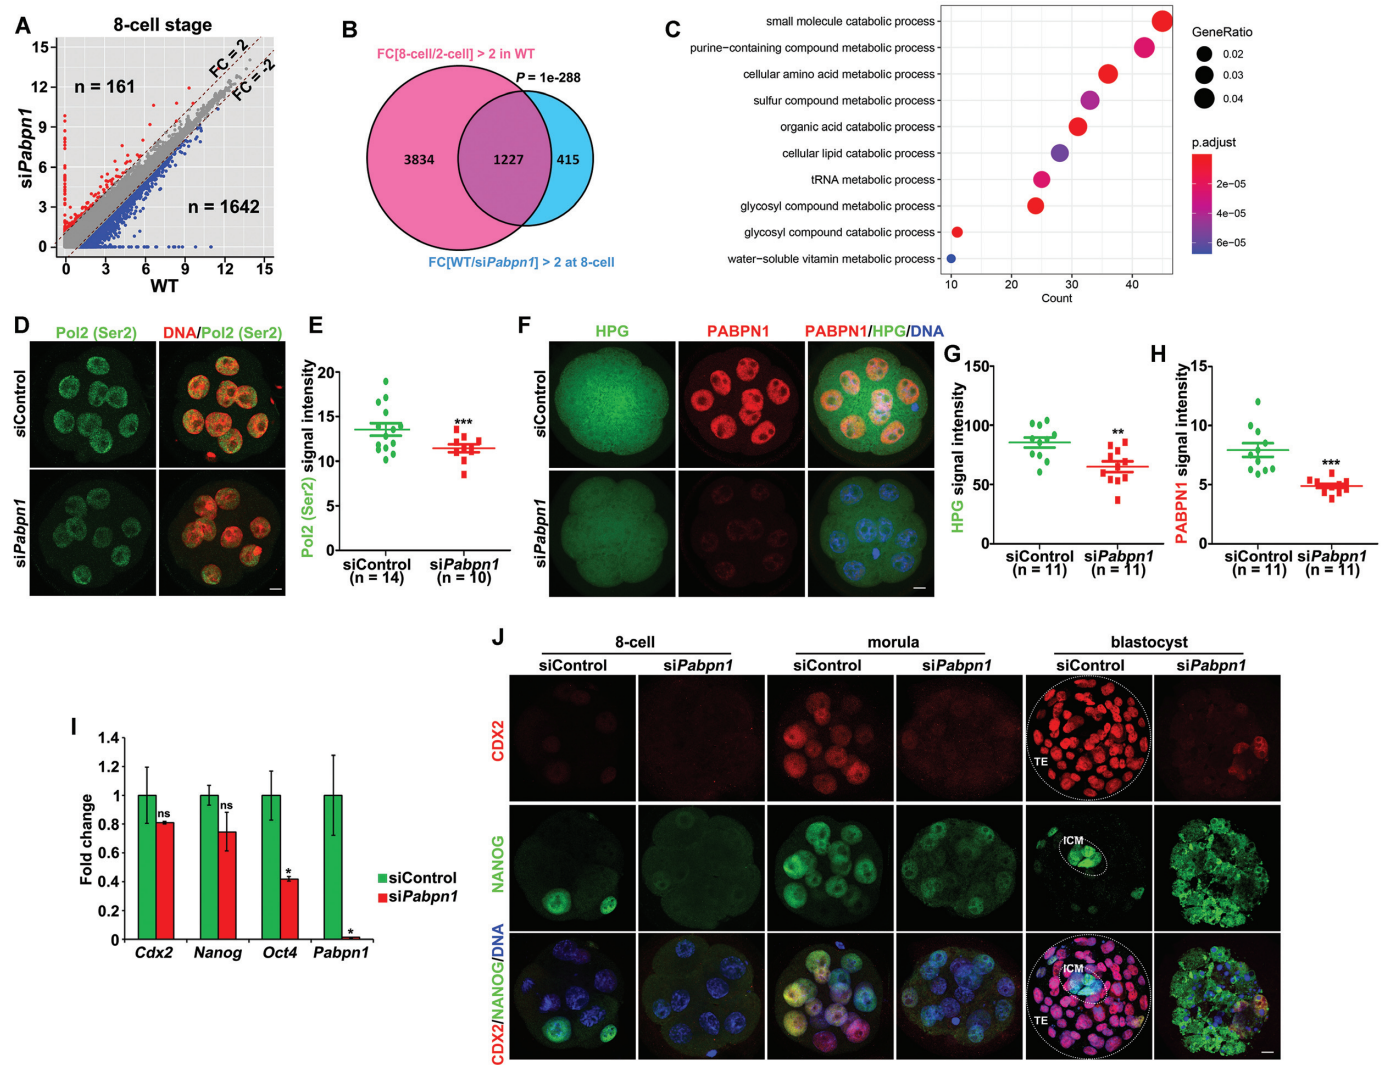 A
8-cell stage
siPabpn1
15
12
9
6
3
0
n = 161
FC = 2
FC = -2
n = 1642
0 3 6 9 12 15
WT
B
FC[8-cell/2-cell] > 2 in WT
P = 1e-288
3834 1227 415
FC[WT/siPabpn1] > 2 at 8-cell
C
small molecule catabolic process
purine−containing compound metabolic process
cellular amino acid metabolic process
sulfur compound metabolic process
organic acid catabolic process
cellular lipid catabolic process
tRNA metabolic process
glycosyl compound metabolic process
glycosyl compound catabolic process
water−soluble vitamin metabolic process
10 20 30 40
Count
GeneRatio
0.02
0.03
0.04
p.adjust
2e−05
4e−05
6e−05
D
Pol2 (Ser2) DNA/Pol2 (Ser2)
siControl
siPabpn1
E
Pol2 (Ser2) signal intensity
20
15
10
5
0
***
siControl siPabpn1
(n = 14) (n = 10)
F
HPG PABPN1 PABPN1/HPG/DNA
siControl
siPabpn1
G
HPG signal intensity
150
100
50
0
**
siControl siPabpn1
(n = 11) (n = 11)
H
PABPN1 signal intensity
15
10
5
0
***
siControl siPabpn1
(n = 11) (n = 11)
I
Fold change
1.4
1.2
1
0.8
0.6
0.4
0.2
0
ns
ns
*
*
Cdx2 Nanog Oct4 Pabpn1
siControl
siPabpn1
J
8-cell morula blastocyst
siControl siPabpn1 siControl siPabpn1 siControl siPabpn1
CDX2
TE
NANOG
ICM
CDX2/NANOG/DNA
ICM
TE